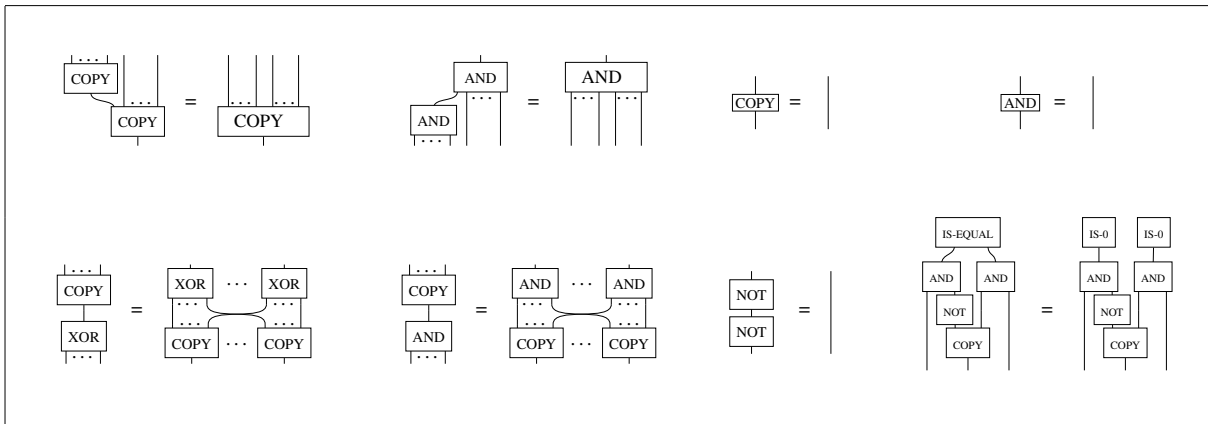 COPY
COPY
=
COPY
AND
AND
=
AND
COPY
=
AND
=
COPY
XOR
=
XOR ··· XOR
COPY ··· COPY
COPY
AND
=
AND ··· AND
COPY ··· COPY
NOT
NOT
=
IS-EQUAL
AND AND
NOT
COPY
=
IS-0 IS-0
AND AND
NOT
COPY